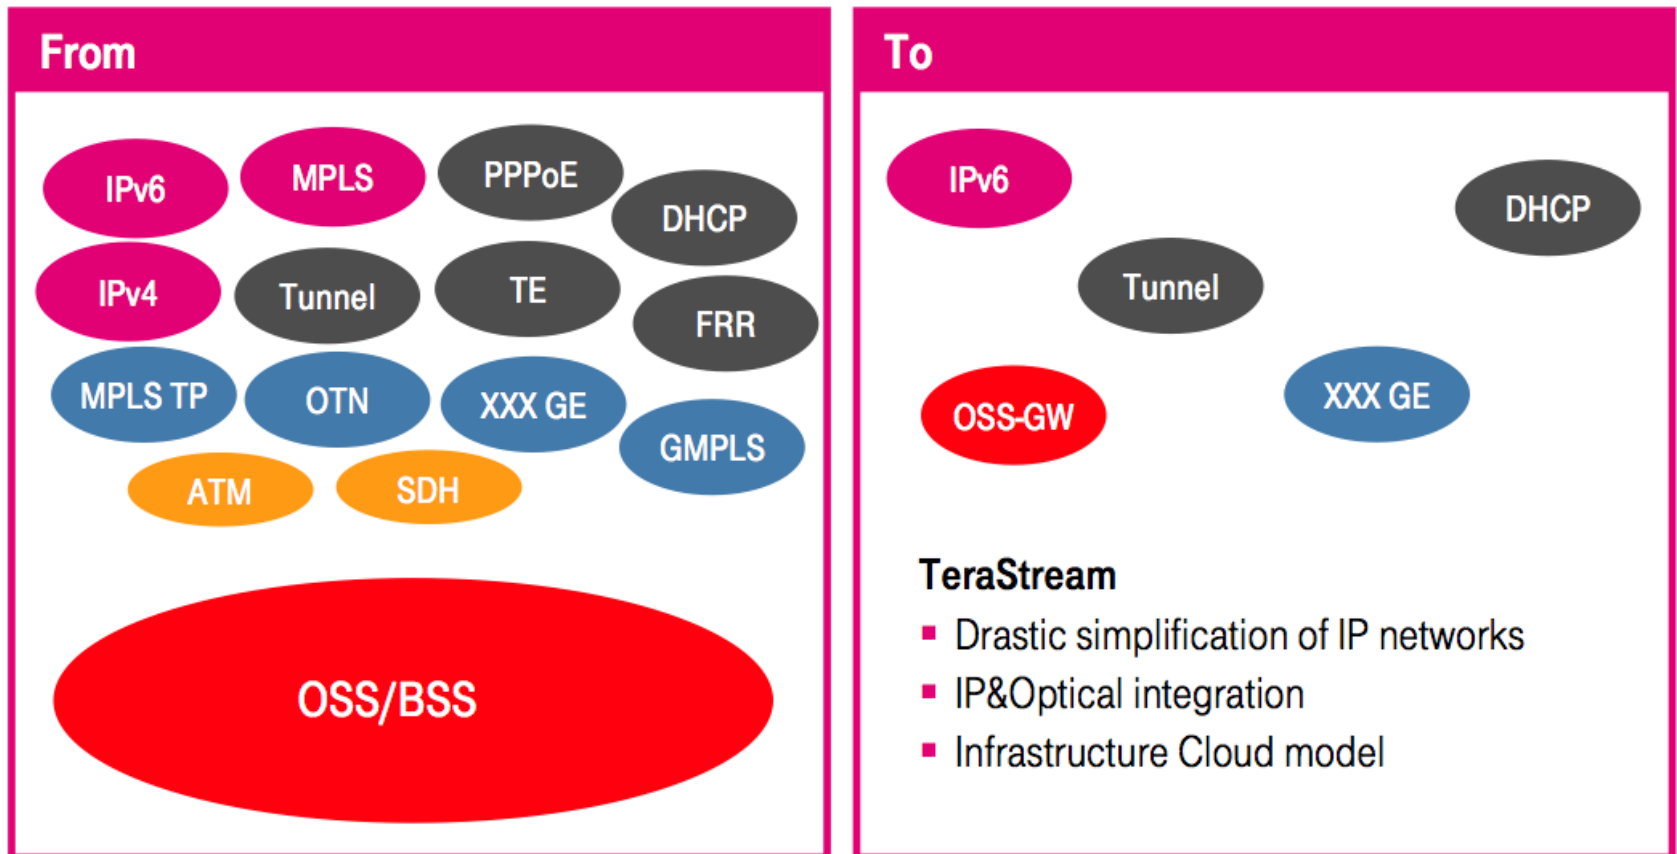 From
IPv6
MPLS
PPPoE
DHCP
IPv4
Tunnel
TE
FRR
MPLS TP
OTN
XXX GE
GMPLS
ATM
SDH
OSS/BSS
To
IPv6
DHCP
Tunnel
OSS-GW
XXX GE
TeraStream
Drastic simplification of IP networks
IP&Optical integration
Infrastructure Cloud model